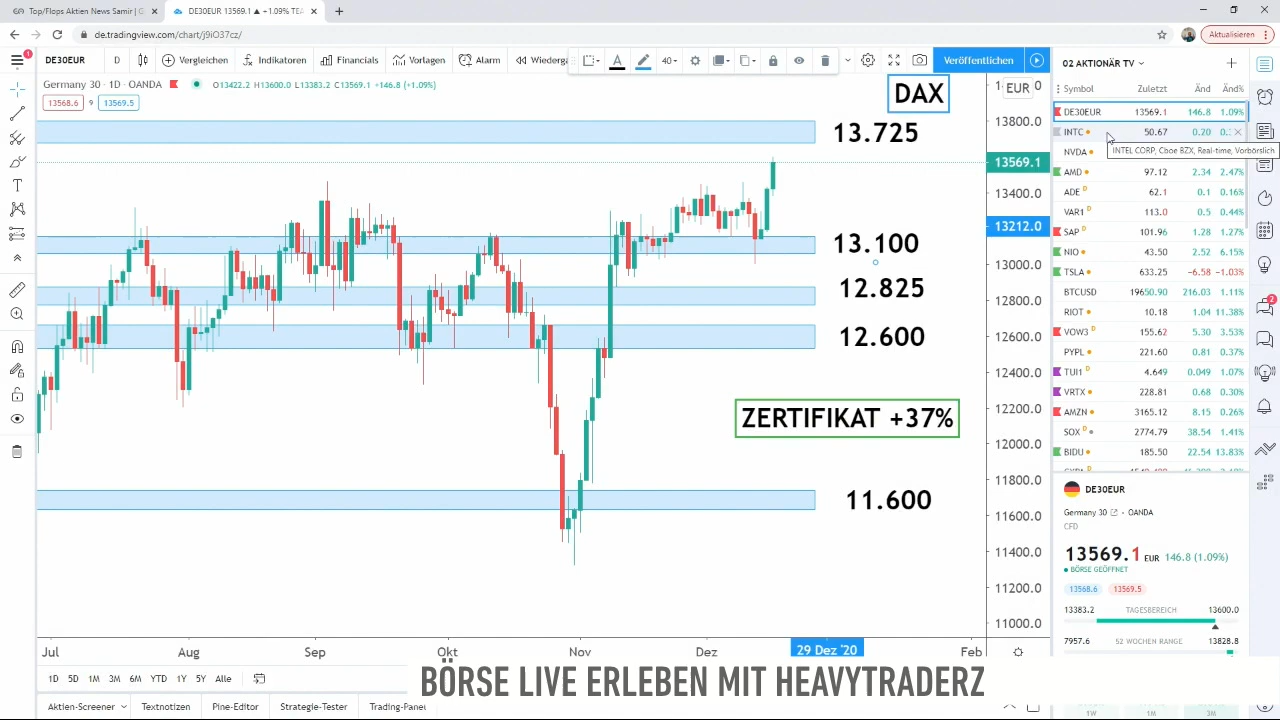 Top/Flops Aktien News Samir | G
DE30EUR 13569.1 ▲ +1.09% TEA
de.tradingview.com/chart/j9iO37cz/
Aktualisieren
1
DE30EUR D Vergleichen Indikatoren Financials Vorlagen Alarm Wiederga 40 Veröffentlichen
Germany 30 · 1D · OANDA O13422.2 H13600.0 L13383.2 C13569.1 +146.8 (+1.09%)
13568.6 9 13569.5
DAX
EUR
13.725
13.100
12.825
12.600
ZERTIFIKAT +37%
11.600
13800.0
13569.1
13400.0
13212.0
13000.0
12800.0
12600.0
12400.0
12200.0
12000.0
11800.0
11600.0
11400.0
11200.0
11000.0
Jul Aug Sep Okt Nov Dez 29 Dez '20 Feb
1D 5D 1M 3M 6M YTD 1Y 5Y Alle
Aktien-Screener Textnotizen Pine-Editor Strategie-Tester Trading-Panel
02 AKTIONÄR TV
Symbol Zuletzt Änd Änd%
DE30EUR 13569.1 146.8 1.09%
INTC 50.67 0.20
INTEL CORP, Cboe BZX, Real-time, Vorbörslich
NVDA
AMD 97.12 2.34 2.47%
ADE D 62.1 0.1 0.16%
VAR1 D 113.0 0.5 0.44%
SAP D 101.96 1.28 1.27%
NIO 43.50 2.52 6.15%
TSLA 633.25 −6.58 −1.03%
BTCUSD 19650.90 216.03 1.11%
RIOT 10.18 1.04 11.38%
VOW3 D 155.62 5.30 3.53%
PYPL 221.60 0.81 0.37%
TUI1 D 4.649 0.049 1.07%
VRTX 228.81 0.68 0.30%
AMZN 3165.12 8.15 0.26%
SOX D 2774.79 38.54 1.41%
BIDU 185.50 22.54 13.83%
2
DE30EUR
Germany 30 · OANDA
CFD
13569.1 EUR 146.8 (1.09%)
BÖRSE GEÖFFNET
13568.6 13569.5
13383.2 TAGESBEREICH 13600.0
7957.6 52 WOCHEN RANGE 13828.8
1W 1M 3M
BÖRSE LIVE ERLEBEN MIT HEAVYTRADERZ